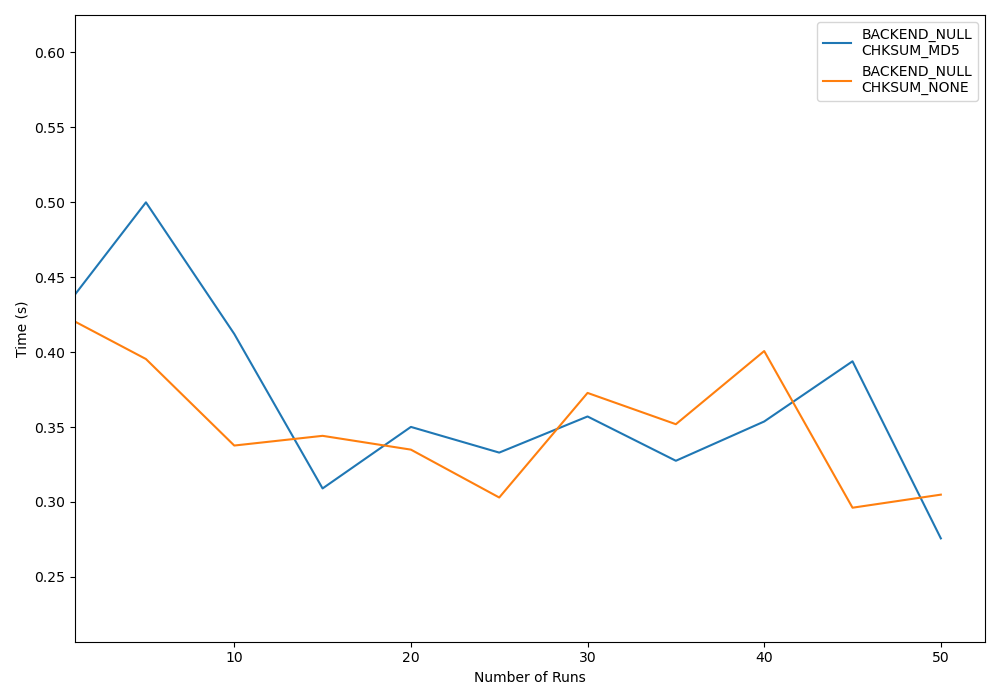 0.60
0.55
0.50
0.45
0.40
0.35
0.30
0.25
Time (s)
10 20 30 40 50
Number of Runs
BACKEND_NULL
CHKSUM_MD5
BACKEND_NULL
CHKSUM_NONE